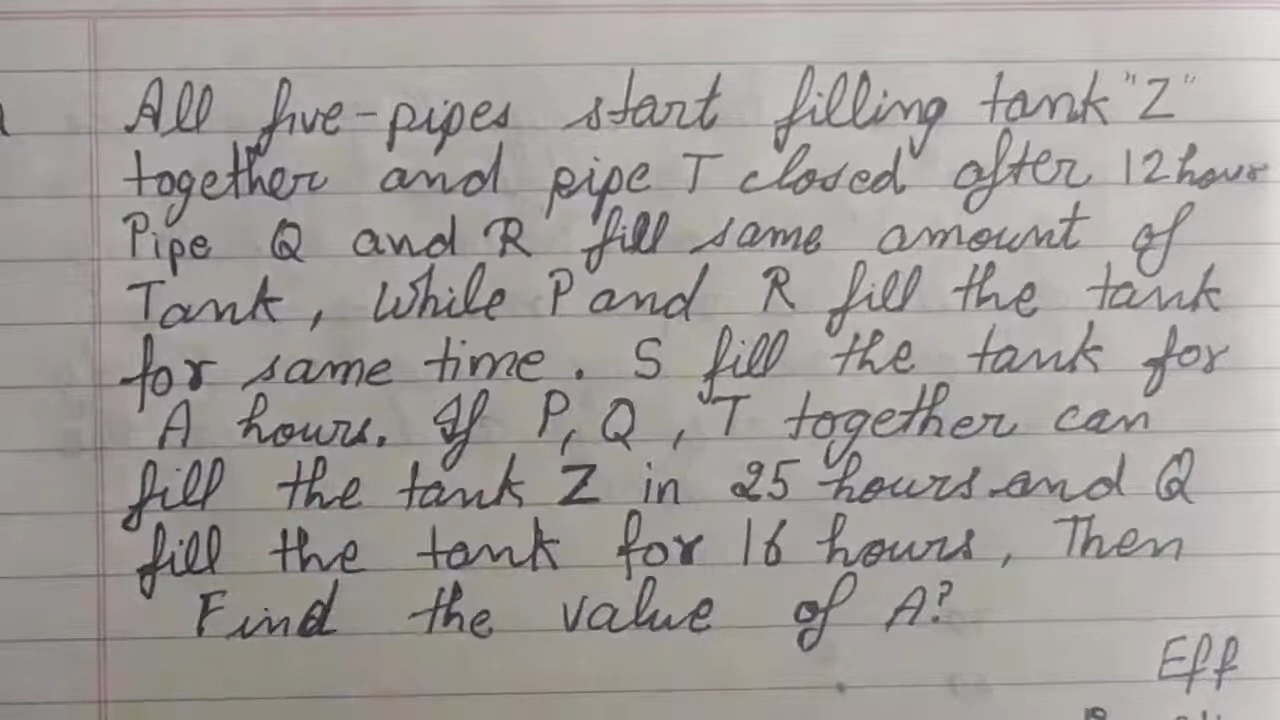 All five-pipes start filling tank "Z"
together and pipe T closed after 12 hour
Pipe Q and R fill same amount of
Tank, While P and R fill the tank
for same time. S fill the tank for
A hours. If P, Q, T together can
fill the tank Z in 25 hours and Q
fill the tank for 16 hours, Then
Find the value of A?
Eff